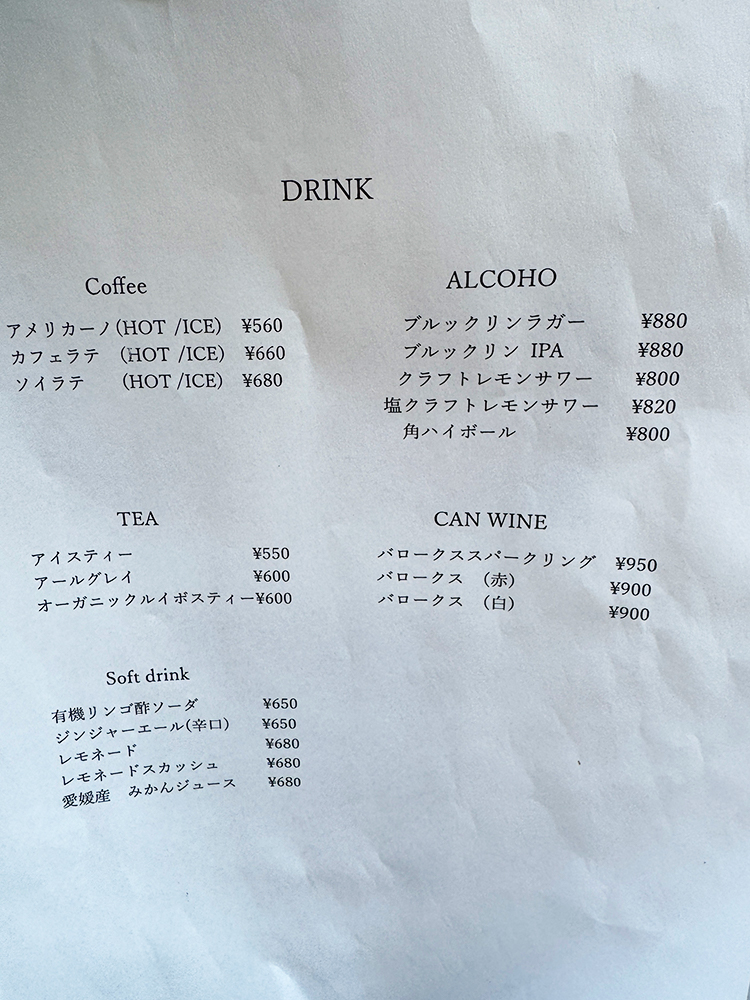 DRINK
Coffee
アメリカーノ(HOT /ICE) ¥560
カフェラテ (HOT /ICE) ¥660
ソイラテ (HOT /ICE) ¥680
ALCOHO
ブルックリンラガー ¥880
ブルックリン IPA ¥880
クラフトレモンサワー ¥800
塩クラフトレモンサワー ¥820
角ハイボール ¥800
TEA
アイスティー ¥550
アールグレイ ¥600
オーガニックルイボスティー¥600
CAN WINE
バロークススパークリング ¥950
バロークス (赤) ¥900
バロークス (白) ¥900
Soft drink
有機リンゴ酢ソーダ ¥650
ジンジャーエール(辛口) ¥650
レモネード ¥680
レモネードスカッシュ ¥680
愛媛産 みかんジュース ¥680